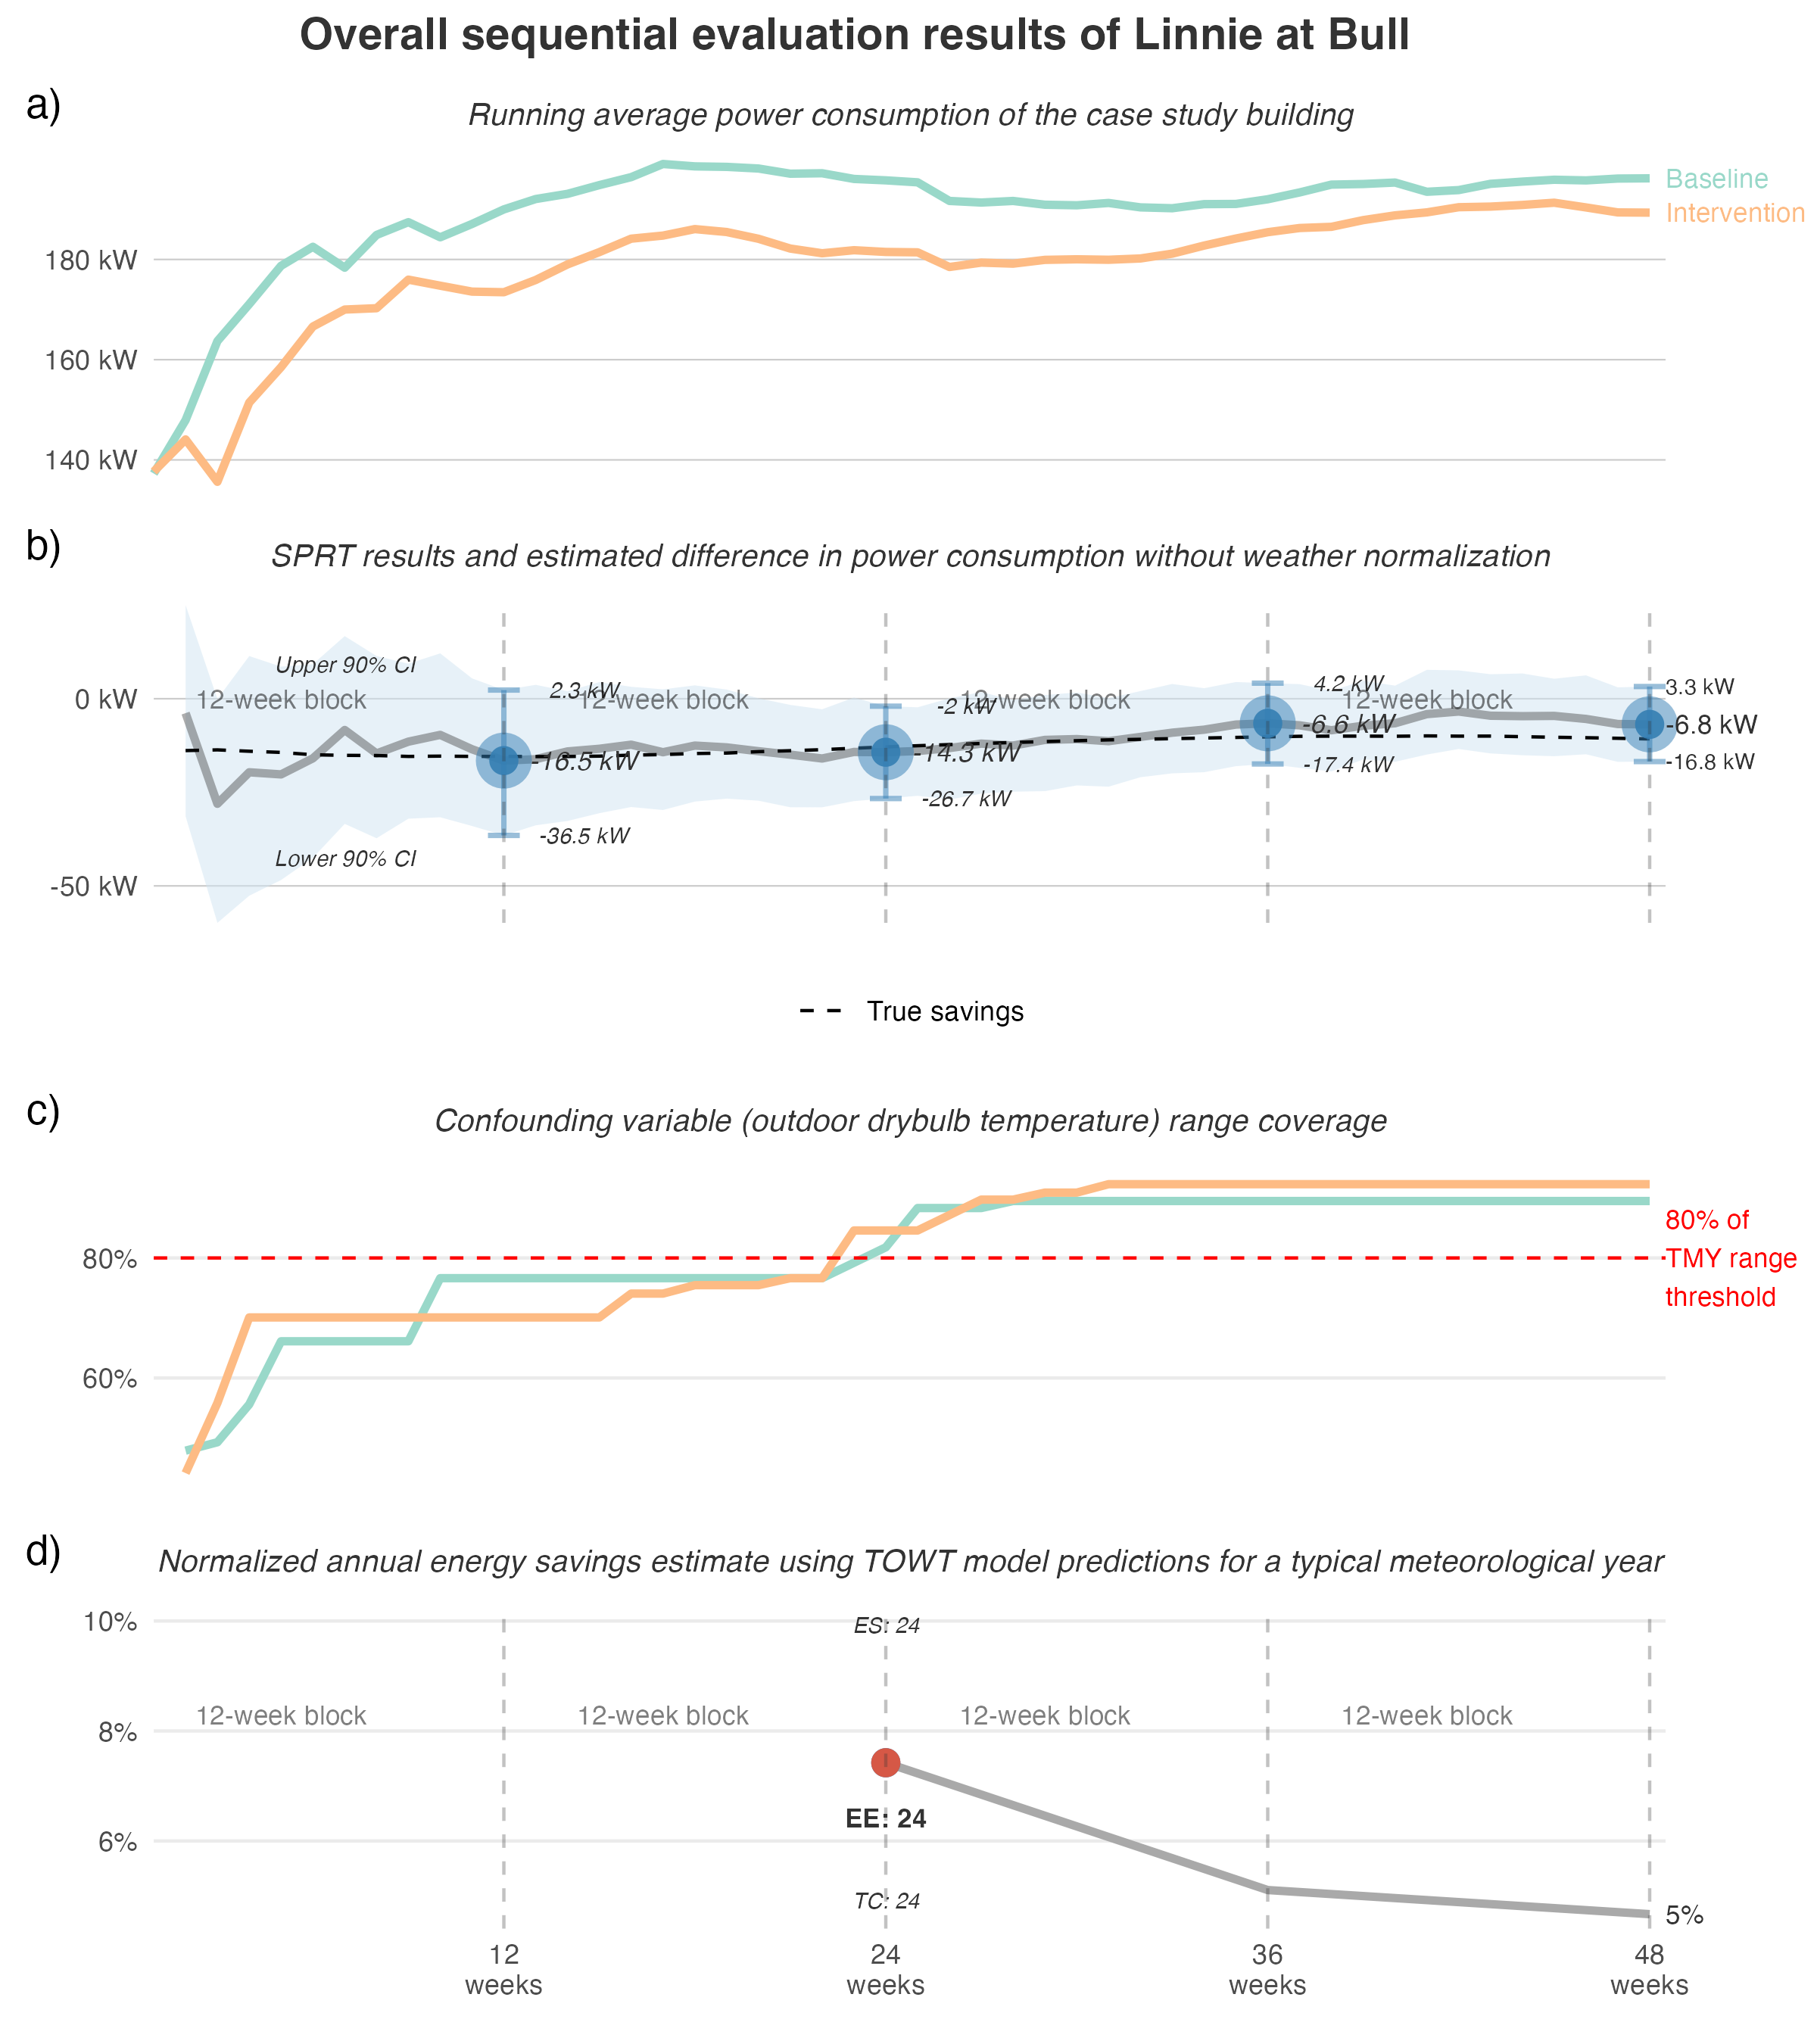 Overall sequential evaluation results of Linnie at Bull
a)
Running average power consumption of the case study building
Baseline
Intervention
180 kW
160 kW
140 kW
b)
SPRT results and estimated difference in power consumption without weather normalization
Upper 90% CI
0 kW
12-week block
2.3 kW
12-week block
-2 kW
12-week block
4.2 kW
12-week block
3.3 kW
-16.5 kW
-14.3 kW
-6.6 kW
-6.8 kW
-36.5 kW
-26.7 kW
-17.4 kW
-16.8 kW
Lower 90% CI
-50 kW
True savings
c)
Confounding variable (outdoor drybulb temperature) range coverage
80%
60%
80% of
TMY range
threshold
d)
Normalized annual energy savings estimate using TOWT model predictions for a typical meteorological year
10%
8%
6%
ES: 24
12-week block
12-week block
12-week block
12-week block
EE: 24
TC: 24
5%
12
weeks
24
weeks
36
weeks
48
weeks